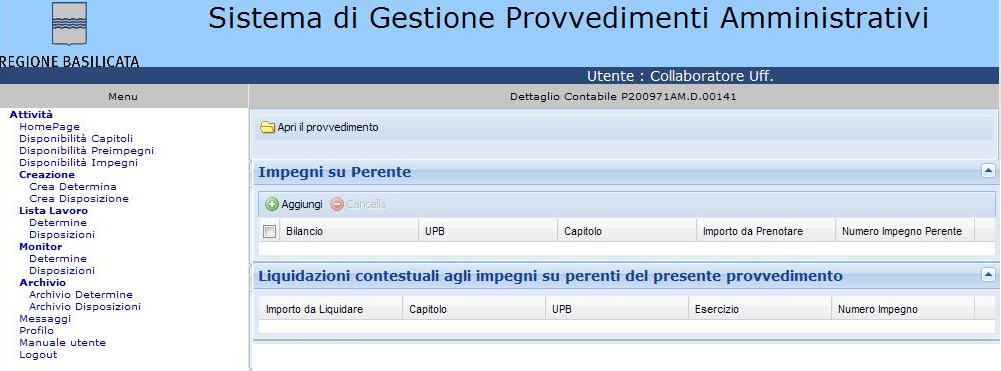 Sistema di Gestione Provvedimenti Amministrativi
REGIONE BASILICATA
Utente : Collaboratore Uff.
Menu
Dettaglio Contabile P200971AM.D.00141
Attività
HomePage
Disponibilità Capitoli
Disponibilità Preimpegni
Disponibilità Impegni
Creazione
Crea Determina
Crea Disposizione
Lista Lavoro
Determine
Disposizioni
Monitor
Determine
Disposizioni
Archivio
Archivio Determine
Archivio Disposizioni
Messaggi
Profilo
Manuale utente
Logout
Apri il provvedimento
Impegni su Perente
Aggiungi Cancella
Bilancio UPB Capitolo Importo da Prenotare Numero Impegno Perente
Liquidazioni contestuali agli impegni su perenti del presente provvedimento
Importo da Liquidare Capitolo UPB Esercizio Numero Impegno